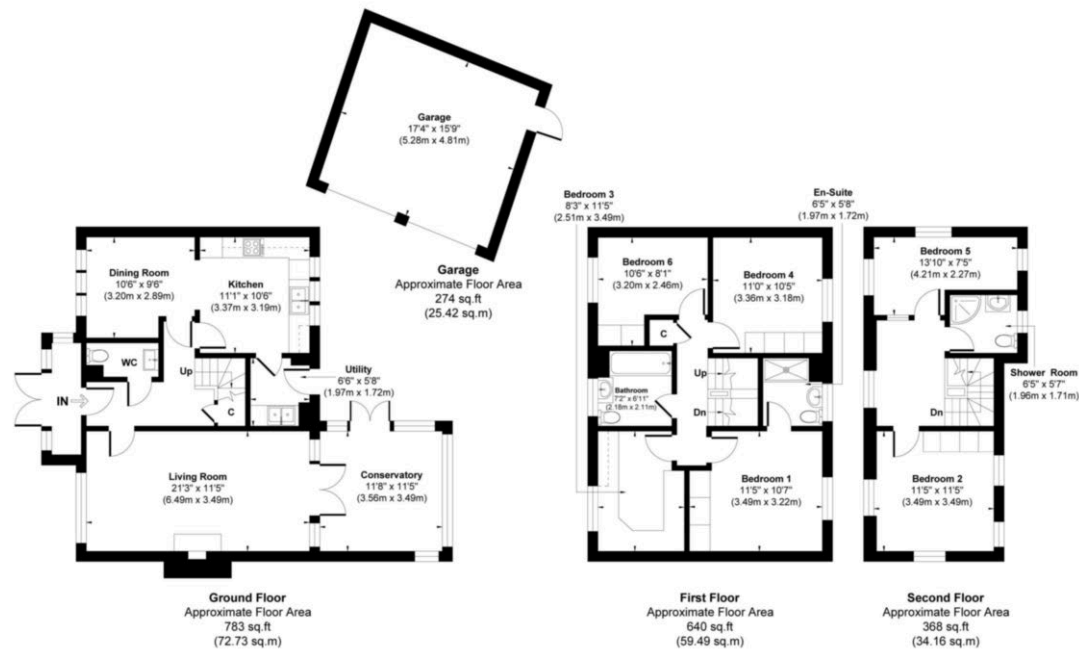 Garage
17'4" x 15'9"
(5.28m x 4.81m)
Garage
Approximate Floor Area
274 sq.ft
(25.42 sq.m)
Dining Room
10'6" x 9'6"
(3.20m x 2.89m)
Kitchen
11'1" x 10'6"
(3.37m x 3.19m)
WC
Up
IN
C
Utility
6'6" x 5'8"
(1.97m x 1.72m)
Living Room
21'3" x 11'5"
(6.49m x 3.49m)
Conservatory
11'8" x 11'5"
(3.56m x 3.49m)
Ground Floor
Approximate Floor Area
783 sq.ft
(72.73 sq.m)
Bedroom 3
8'3" x 11'5"
(2.51m x 3.49m)
En-Suite
6'5" x 5'8"
(1.97m x 1.72m)
Bedroom 6
10'6" x 8'1"
(3.20m x 2.46m)
Bedroom 4
11'0" x 10'5"
(3.36m x 3.18m)
C
Up
Bathroom
7'2" x 6'11"
(2.18m x 2.11m)
Dn
Bedroom 1
11'5" x 10'7"
(3.49m x 3.22m)
First Floor
Approximate Floor Area
640 sq.ft
(59.49 sq.m)
Bedroom 5
13'10" x 7'5"
(4.21m x 2.27m)
Shower Room
6'5" x 5'7"
(1.96m x 1.71m)
Dn
Bedroom 2
11'5" x 11'5"
(3.49m x 3.49m)
Second Floor
Approximate Floor Area
368 sq.ft
(34.16 sq.m)